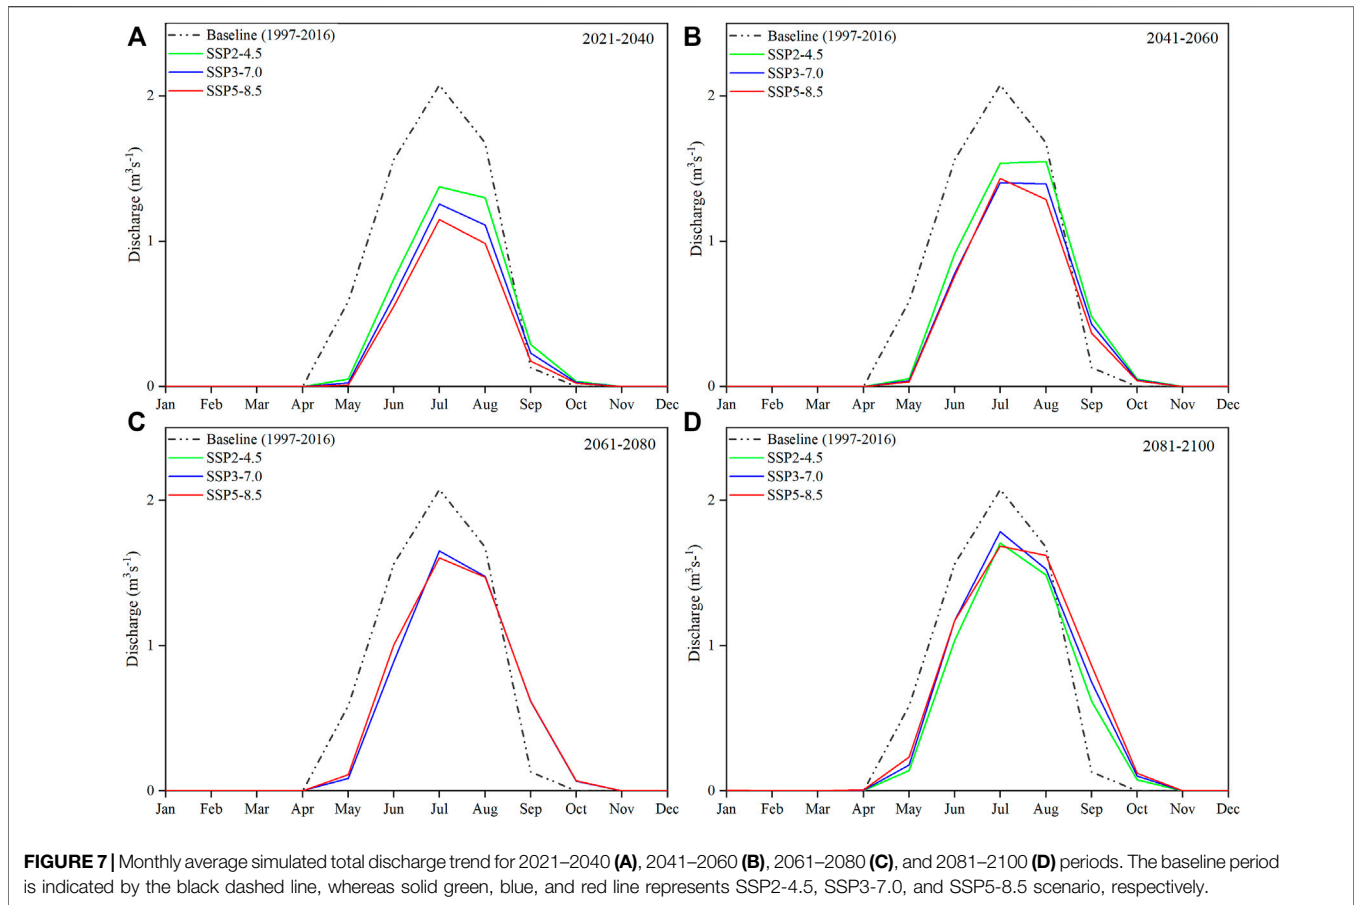 A
Baseline (1997-2016)
SSP2-4.5
SSP3-7.0
SSP5-8.5
2021-2040
Discharge (m³s⁻¹)
2
1
0
Jan Feb Mar Apr May Jun Jul Aug Sep Oct Nov Dec
B
Baseline (1997-2016)
SSP2-4.5
SSP3-7.0
SSP5-8.5
2041-2060
Discharge (m³s⁻¹)
2
1
0
Jan Feb Mar Apr May Jun Jul Aug Sep Oct Nov Dec
C
Baseline (1997-2016)
SSP2-4.5
SSP3-7.0
SSP5-8.5
2061-2080
Discharge (m³s⁻¹)
2
1
0
Jan Feb Mar Apr May Jun Jul Aug Sep Oct Nov Dec
D
Baseline (1997-2016)
SSP2-4.5
SSP3-7.0
SSP5-8.5
2081-2100
Discharge (m³s-¹)
2
1
0
Jan Feb Mar Apr May Jun Jul Aug Sep Oct Nov Dec
FIGURE 7 | Monthly average simulated total discharge trend for 2021–2040 (A), 2041–2060 (B), 2061–2080 (C), and 2081–2100 (D) periods. The baseline period
is indicated by the black dashed line, whereas solid green, blue, and red line represents SSP2-4.5, SSP3-7.0, and SSP5-8.5 scenario, respectively.